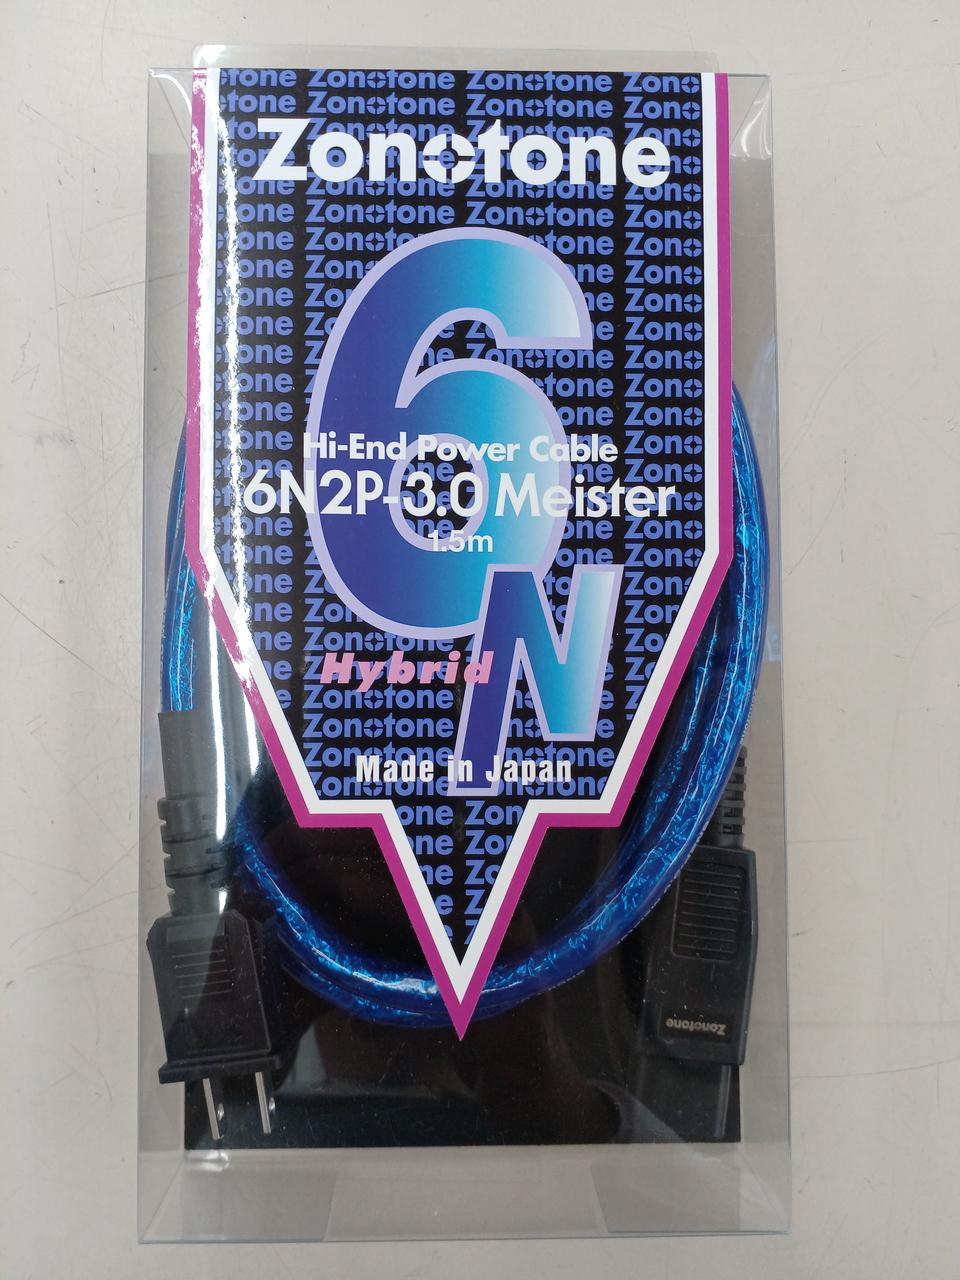 Zonotone
6N
Hi-End Power Cable
6N2P-3.0 Meister
1.5m
Hybrid
Made in Japan
Zonotone